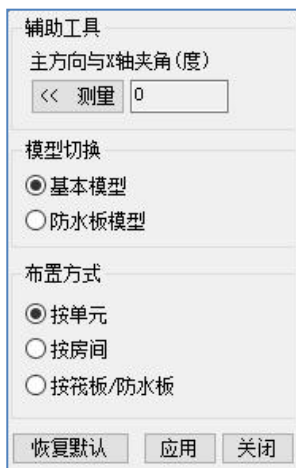 辅助工具
主方向与X轴夹角(度)
<< 测量 0
模型切换
基本模型
防水板模型
布置方式
按单元
按房间
按筏板/防水板
恢复默认 应用 关闭